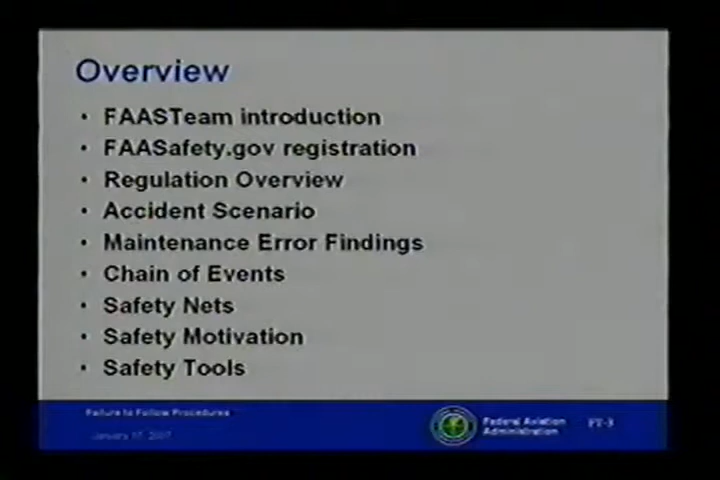 Overview
• FAASTeam introduction
• FAASafety.gov registration
• Regulation Overview
• Accident Scenario
• Maintenance Error Findings
• Chain of Events
• Safety Nets
• Safety Motivation
• Safety Tools
Failure to Follow Procedures
Federal Aviation
Administration
January